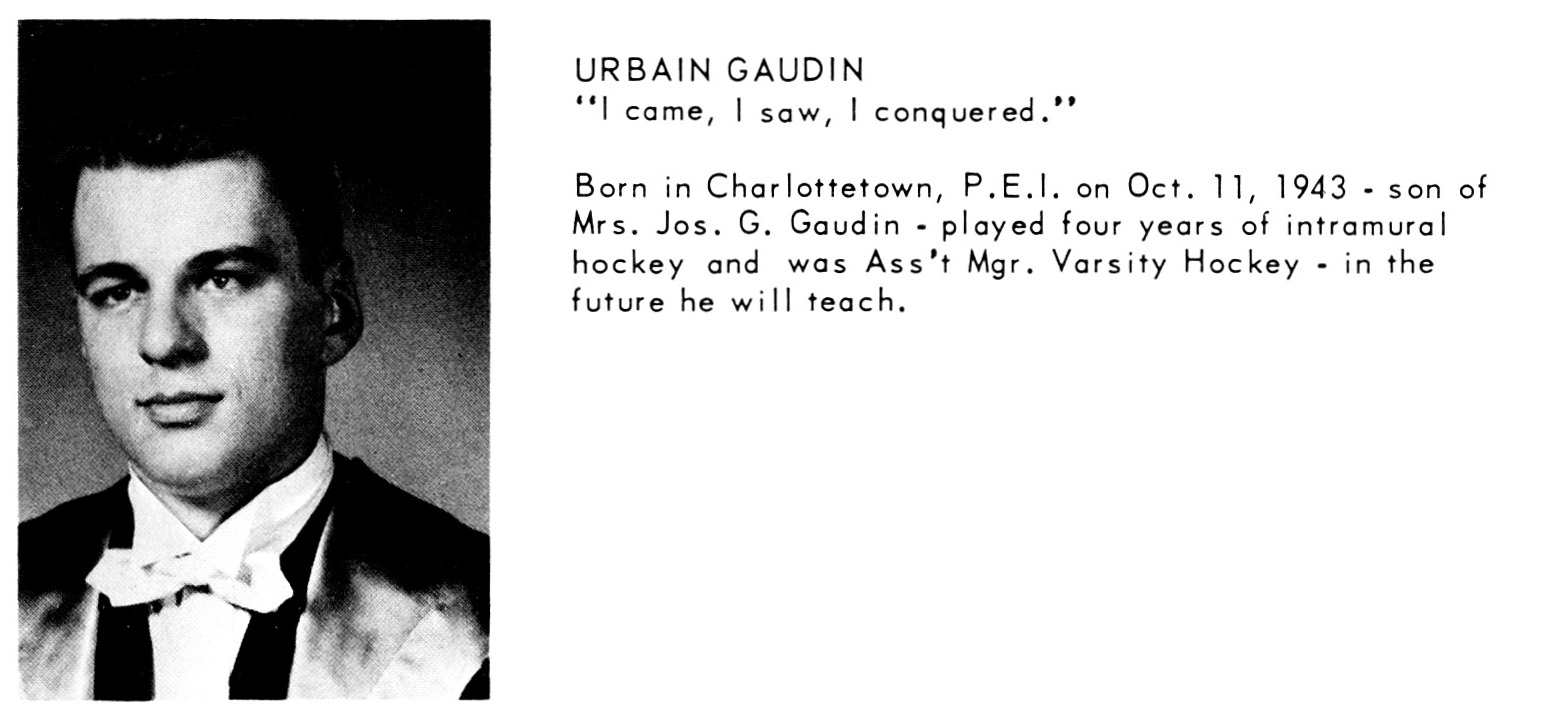 URBAIN GAUDIN
“I came, I saw, I conquered.”
Born in Charlottetown, P.E.I. on Oct. 11, 1943 - son of
Mrs. Jos. G. Gaudin - played four years of intramural
hockey and was Ass't Mgr. Varsity Hockey - in the
future he will teach.